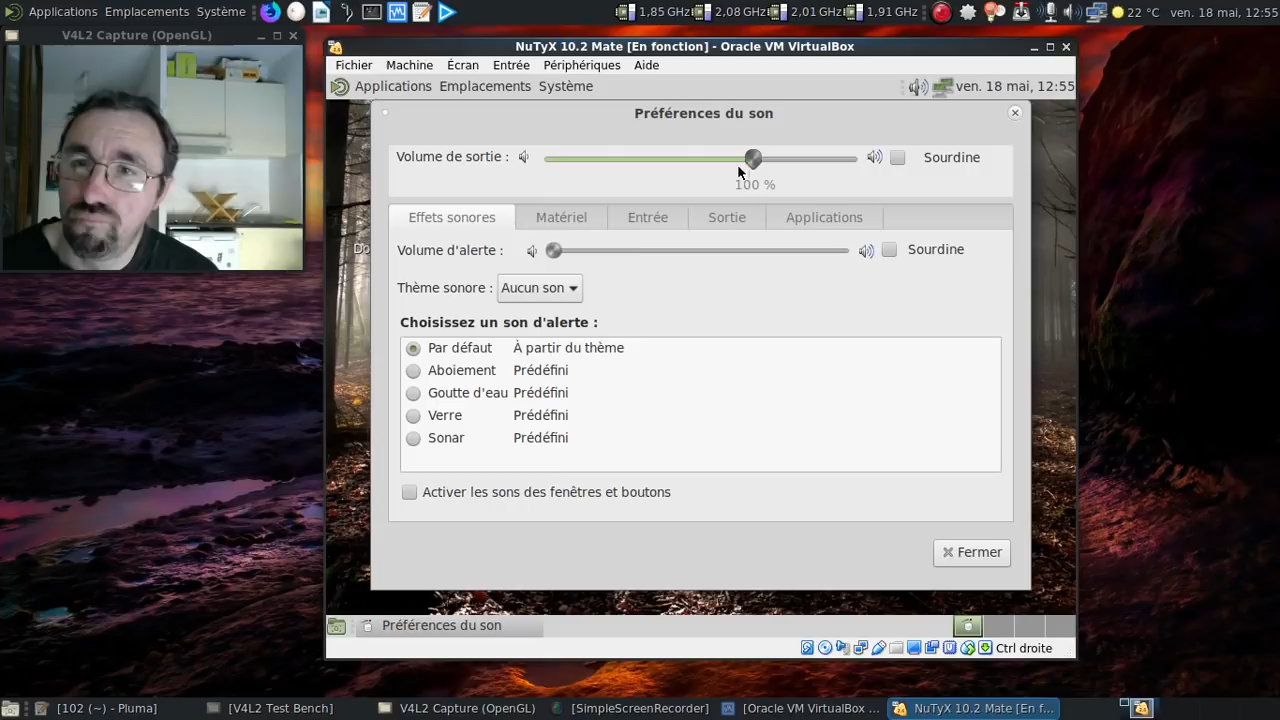 Applications Emplacements Système 1,85 GHz 2,08 GHz 2,01 GHz 1,91 GHz 22 °C ven. 18 mai, 12:55
V4L2 Capture (OpenGL)
NuTyX 10.2 Mate [En fonction] - Oracle VM VirtualBox
Fichier Machine Écran Entrée Périphériques Aide
Applications Emplacements Système ven. 18 mai, 12:55
Préférences du son
Volume de sortie : Sourdine
100 %
Effets sonores Matériel Entrée Sortie Applications
Do
Volume d'alerte : Sourdine
Thème sonore : Aucun son
Choisissez un son d'alerte :
Par défaut À partir du thème
Aboiement Prédéfini
Goutte d'eau Prédéfini
Verre Prédéfini
Sonar Prédéfini
Activer les sons des fenêtres et boutons
Fermer
Préférences du son
Ctrl droite
[102 (~) - Pluma] [V4L2 Test Bench] V4L2 Capture (OpenGL) [SimpleScreenRecorder] [Oracle VM VirtualBox ... NuTyX 10.2 Mate [En f...